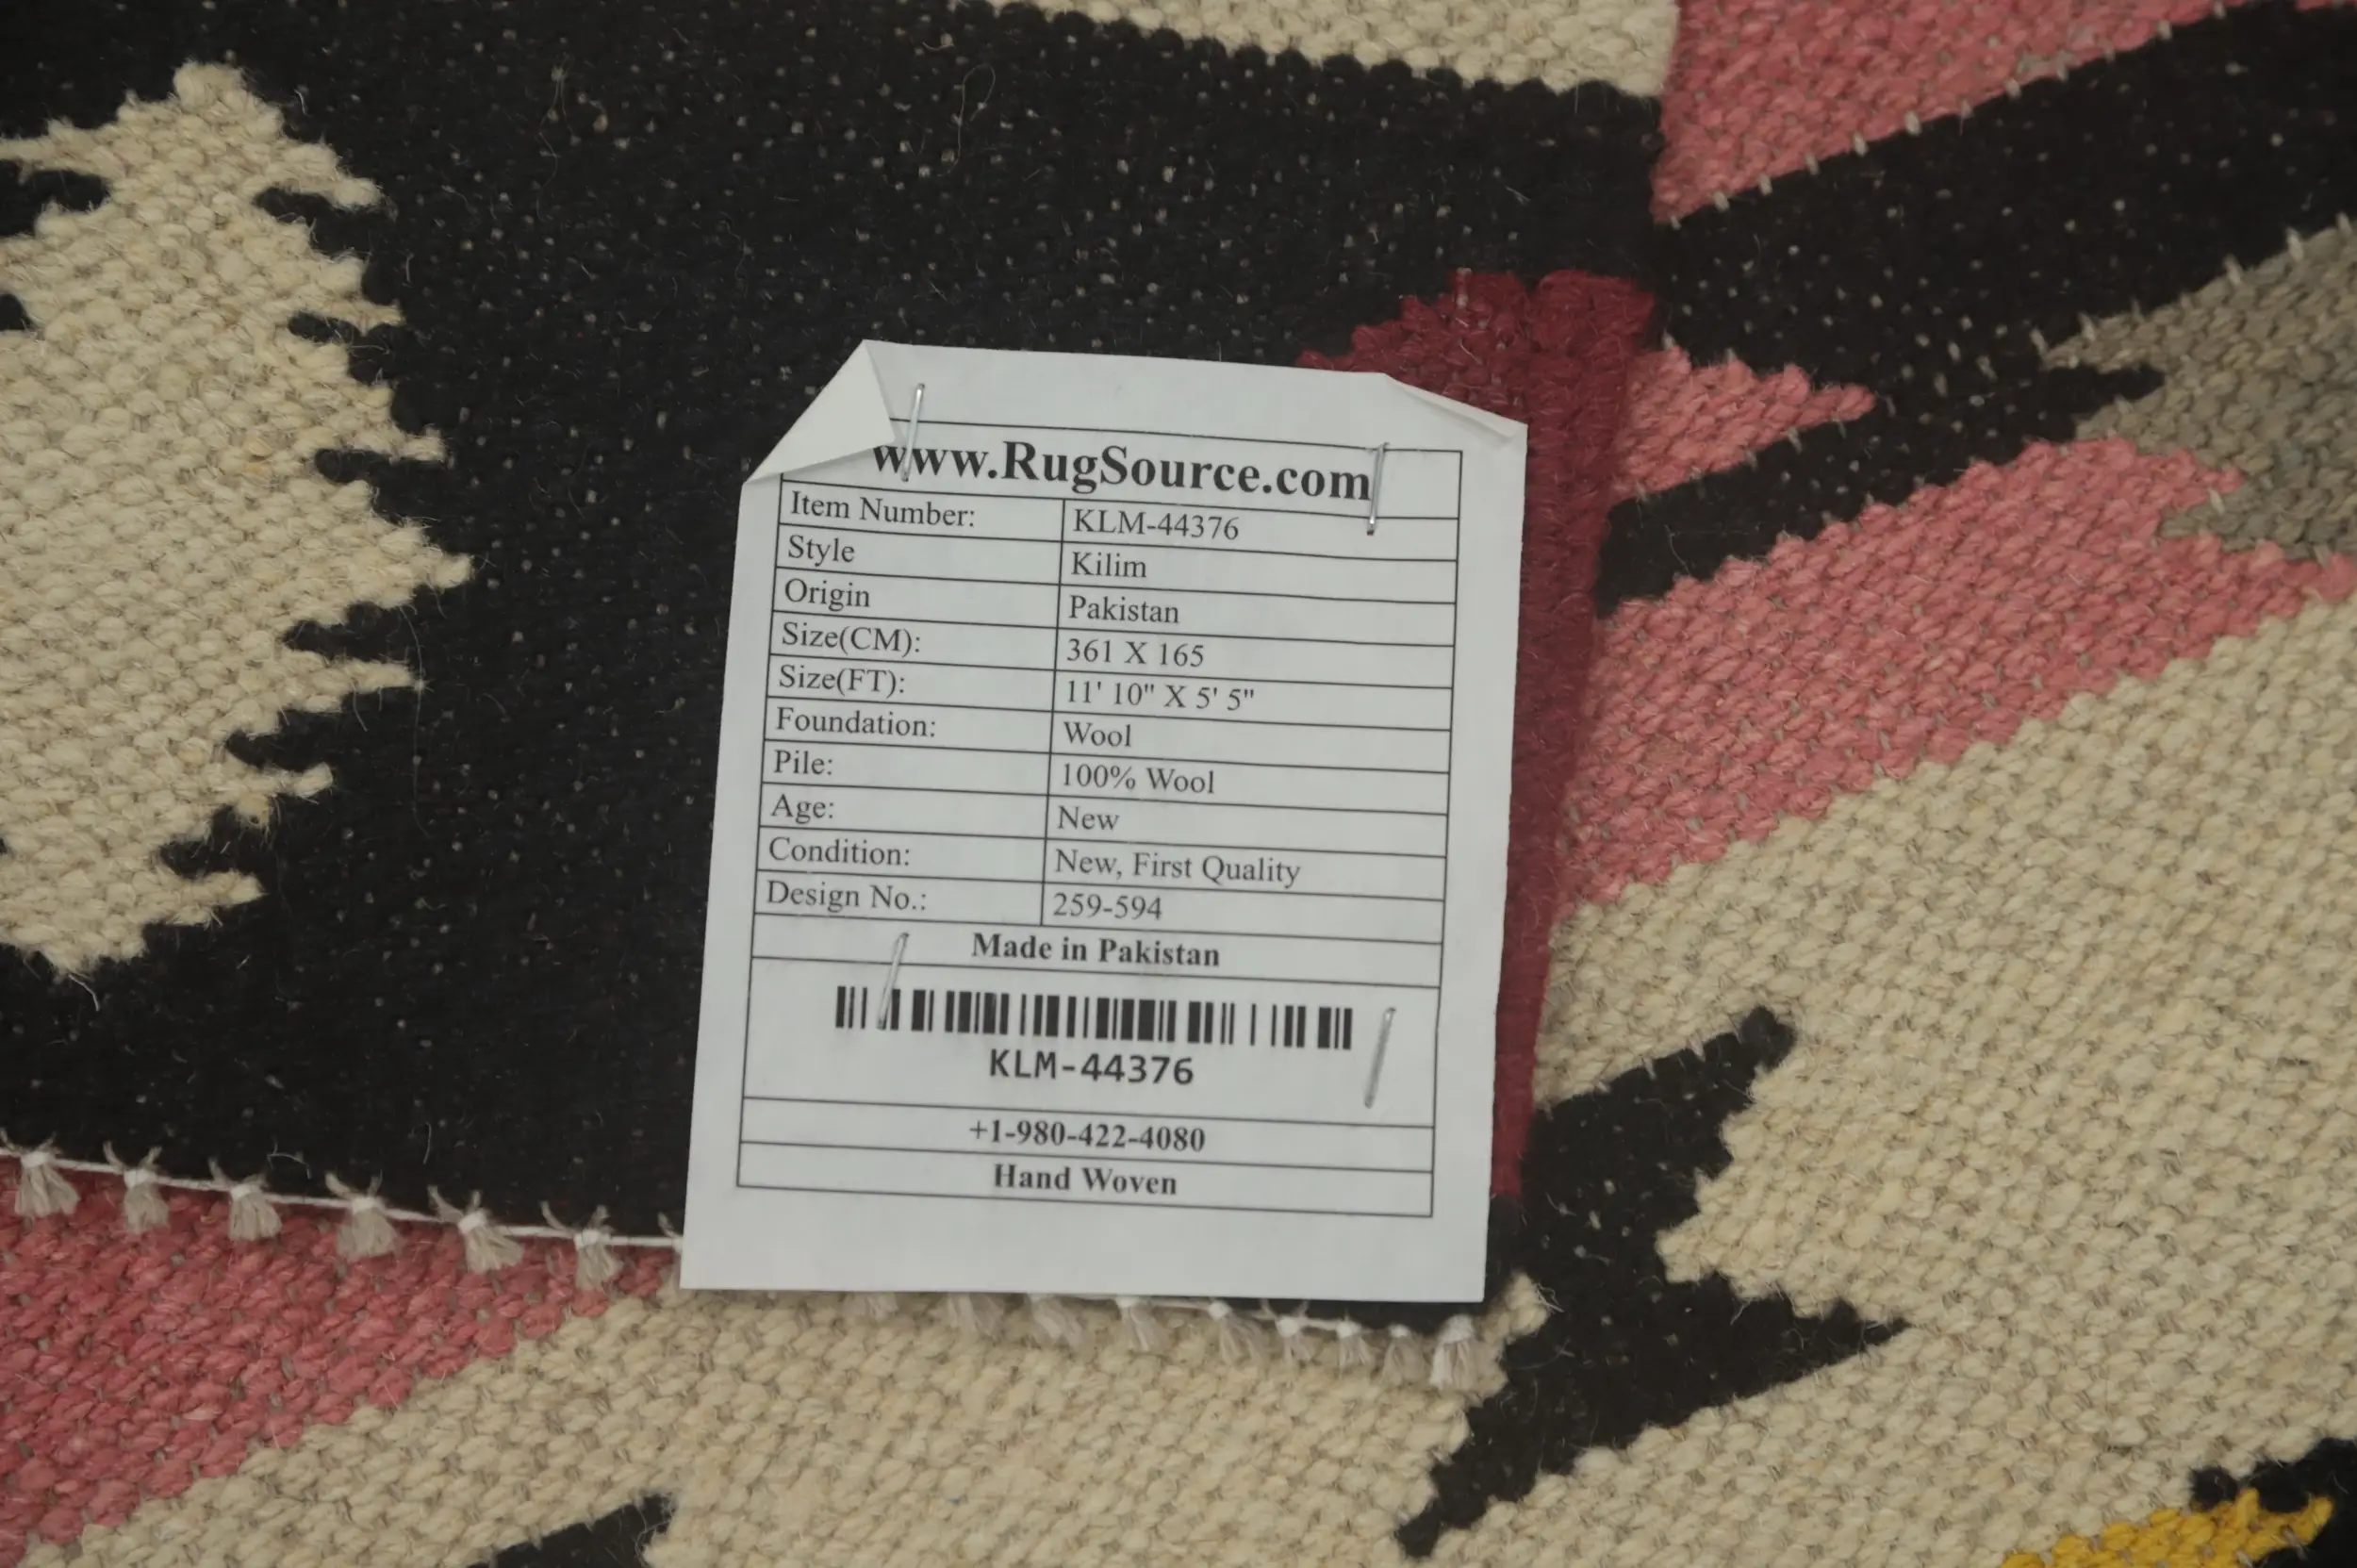 www.RugSource.com
Item Number: KLM-44376
Style Kilim
Origin Pakistan
Size(CM): 361 X 165
Size(FT): 11' 10" X 5' 5"
Foundation: Wool
Pile: 100% Wool
Age: New
Condition: New, First Quality
Design No.: 259-594
Made in Pakistan
KLM-44376
+1-980-422-4080
Hand Woven